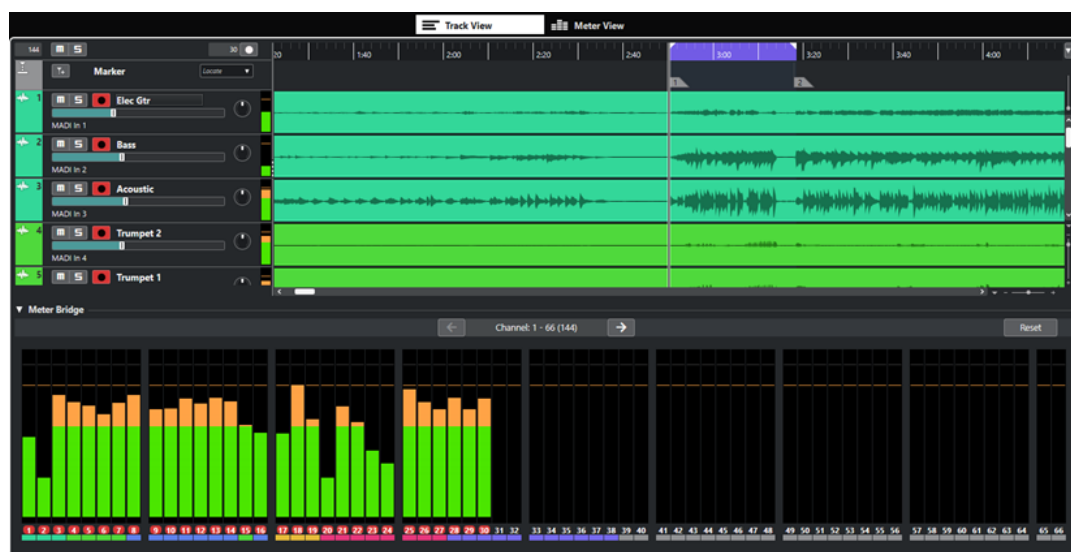 Track View
Meter View
144 m S 30
20 1:40 2:00 2:20 2:40 3:00 3:20 3:40 4:00
Marker Locate
1 2
1 m S Elec Gtr
MADI In 1
2 m S Bass
MADI In 2
3 m S Acoustic
MADI In 3
4 m S Trumpet 2
MADI In 4
5 m S Trumpet 1
Meter Bridge
Channel: 1 - 66 (144)
Reset
1 2 3 4 5 6 7 8 9 10 11 12 13 14 15 16 17 18 19 20 21 22 23 24 25 26 27 28 29 30 31 32 33 34 35 36 37 38 39 40 41 42 43 44 45 46 47 48 49 50 51 52 53 54 55 56 57 58 59 60 61 62 63 64 65 66